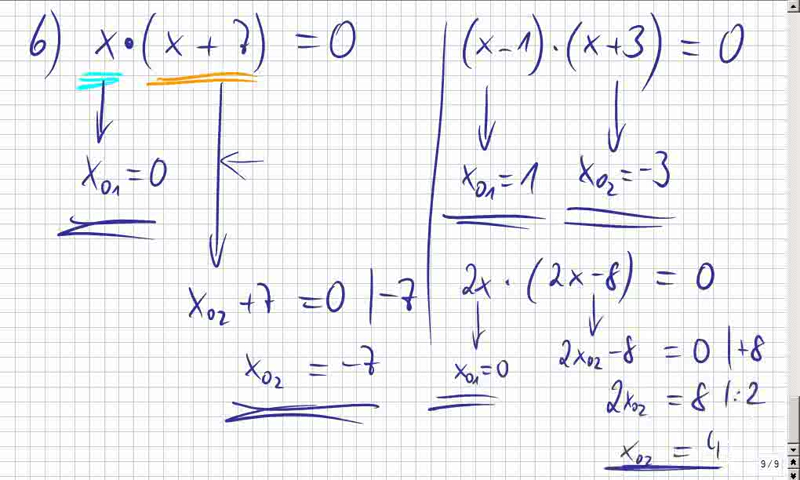 6) x·(x+7) = 0
x₀₁=0
x₀₂+7 = 0 |-7
x₀₂ = -7
(x-1)·(x+3) = 0
x₀₁=1 x₀₂=-3
2x·(2x-8) = 0
x₀₁=0
2x₀₂-8 = 0 |+8
2x₀₂ = 8 |:2
x₀₂ = 4
9/9